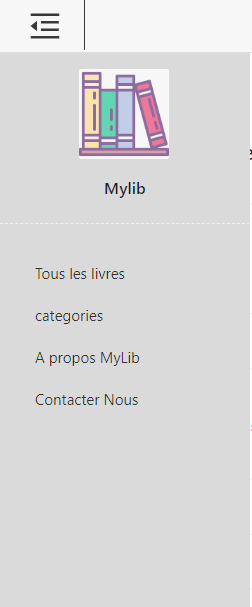 Mylib
Tous les livres
categories
A propos MyLib
Contacter Nous